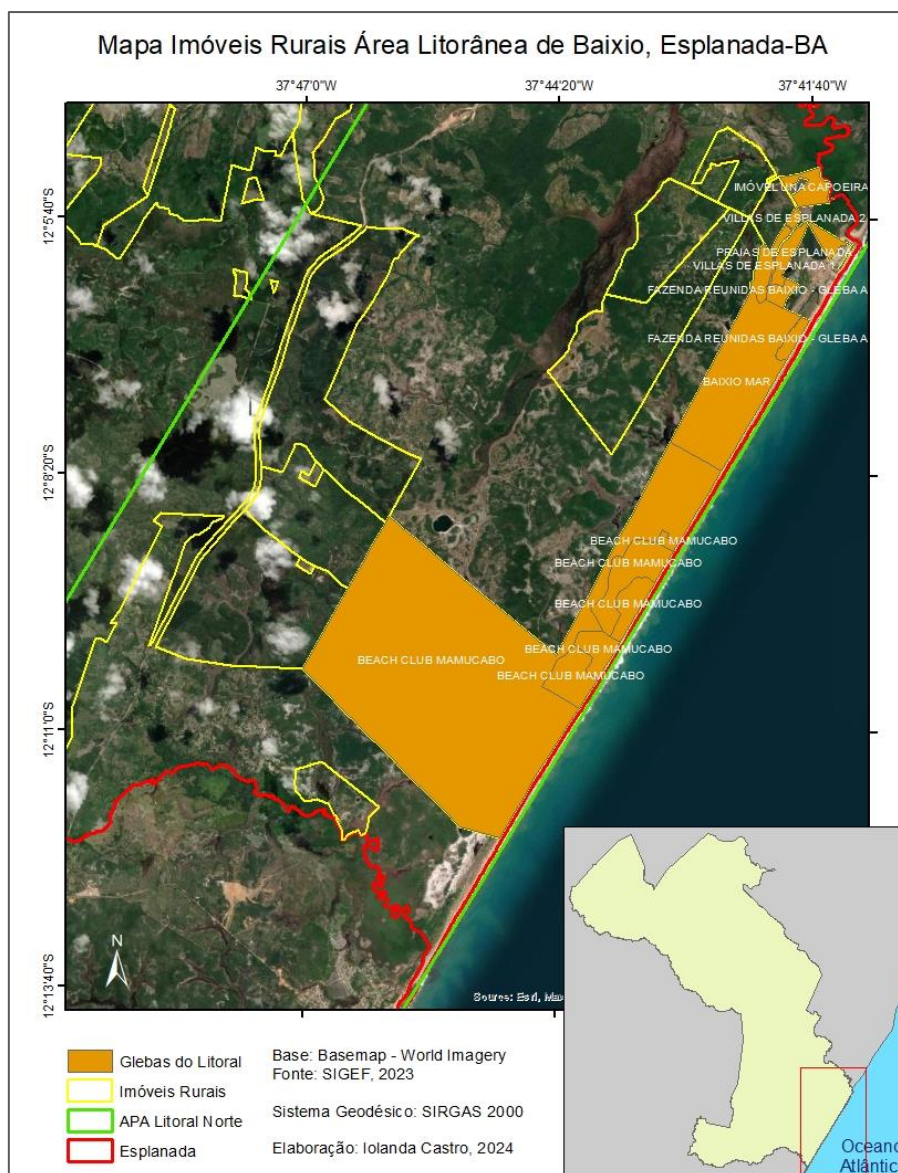 Mapa Imóveis Rurais Área Litorânea de Baixio, Esplanada-BA
37°47'0"W
37°44'20"W
37°41'40"W
12°5'40"S
12°8'20"S
12°11'0"S
12°13'40"S
IMÓVEL UNA CAPOEIRA
VILLAS DE ESPLANADA 2
PRAIAS DE ESPLANADA
VILLAS DE ESPLANADA 1
FAZENDA REUNIDAS BAIXIO - GLEBA A
FAZENDA REUNIDAS BAIXIO - GLEBA A
BAIXIO MAR
BEACH CLUB MAMUCABO
BEACH CLUB MAMUCABO
BEACH CLUB MAMUCABO
BEACH CLUB MAMUCABO
BEACH CLUB MAMUCABO
BEACH CLUB MAMUCABO
N
Source: Esri,
Glebas do Litoral
Imóveis Rurais
APA Litoral Norte
Esplanada
Base: Basemap - World Imagery
Fonte: SIGEF, 2023
Sistema Geodésico: SIRGAS 2000
Elaboração: Iolanda Castro, 2024
Oceano
Atlântic